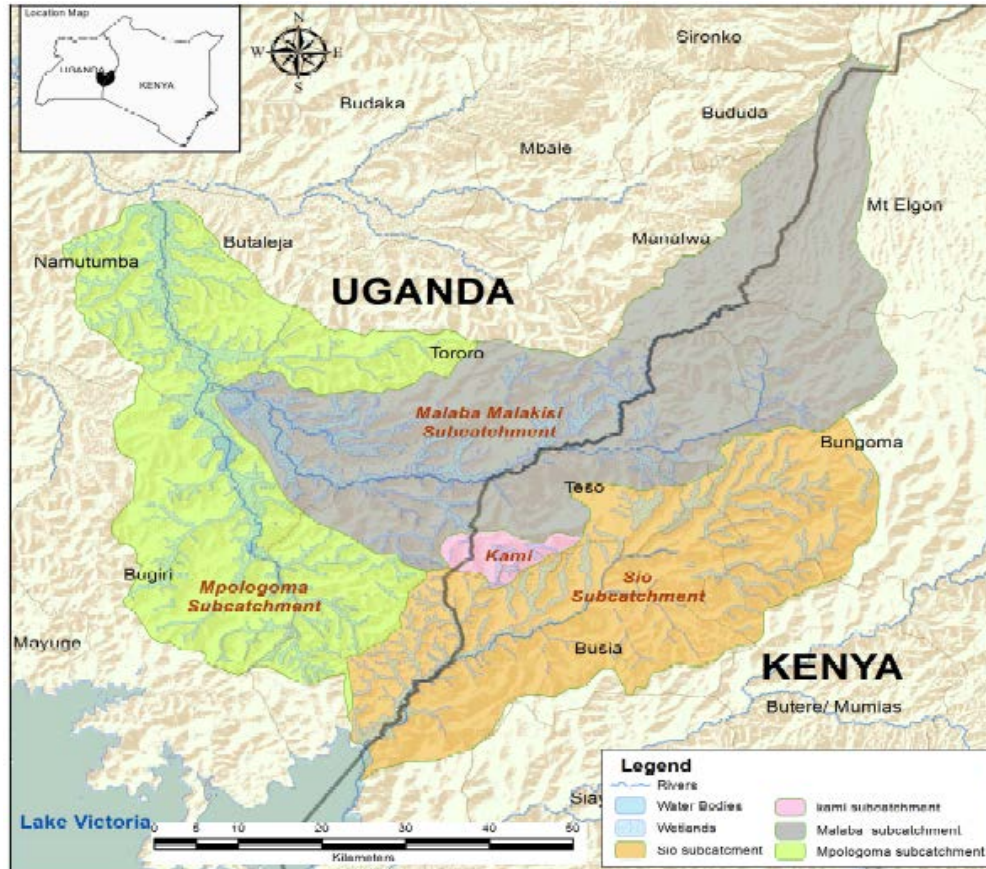 Location Map
UGANDA
KENYA
N
W
E
S
Sironko
Budaka
Bududa
Mbale
Mt Elgon
Manafwa
Butaleja
Namutumba
UGANDA
Tororo
Malaba Malakisi
Subcatchment
Bungoma
Teso
Kami
Sio
Subcatchment
Bugiri
Mpologoma
Subcatchment
Mayuge
Busia
KENYA
Butere/ Mumias
Legend
Rivers
Water Bodies
Wetlands
Sio subcatment
kami subcatchment
Malaba subcatchment
Mpologoma subcatchment
Siay
Lake Victoria
0 5 10 20 30 40 50
Kilometers